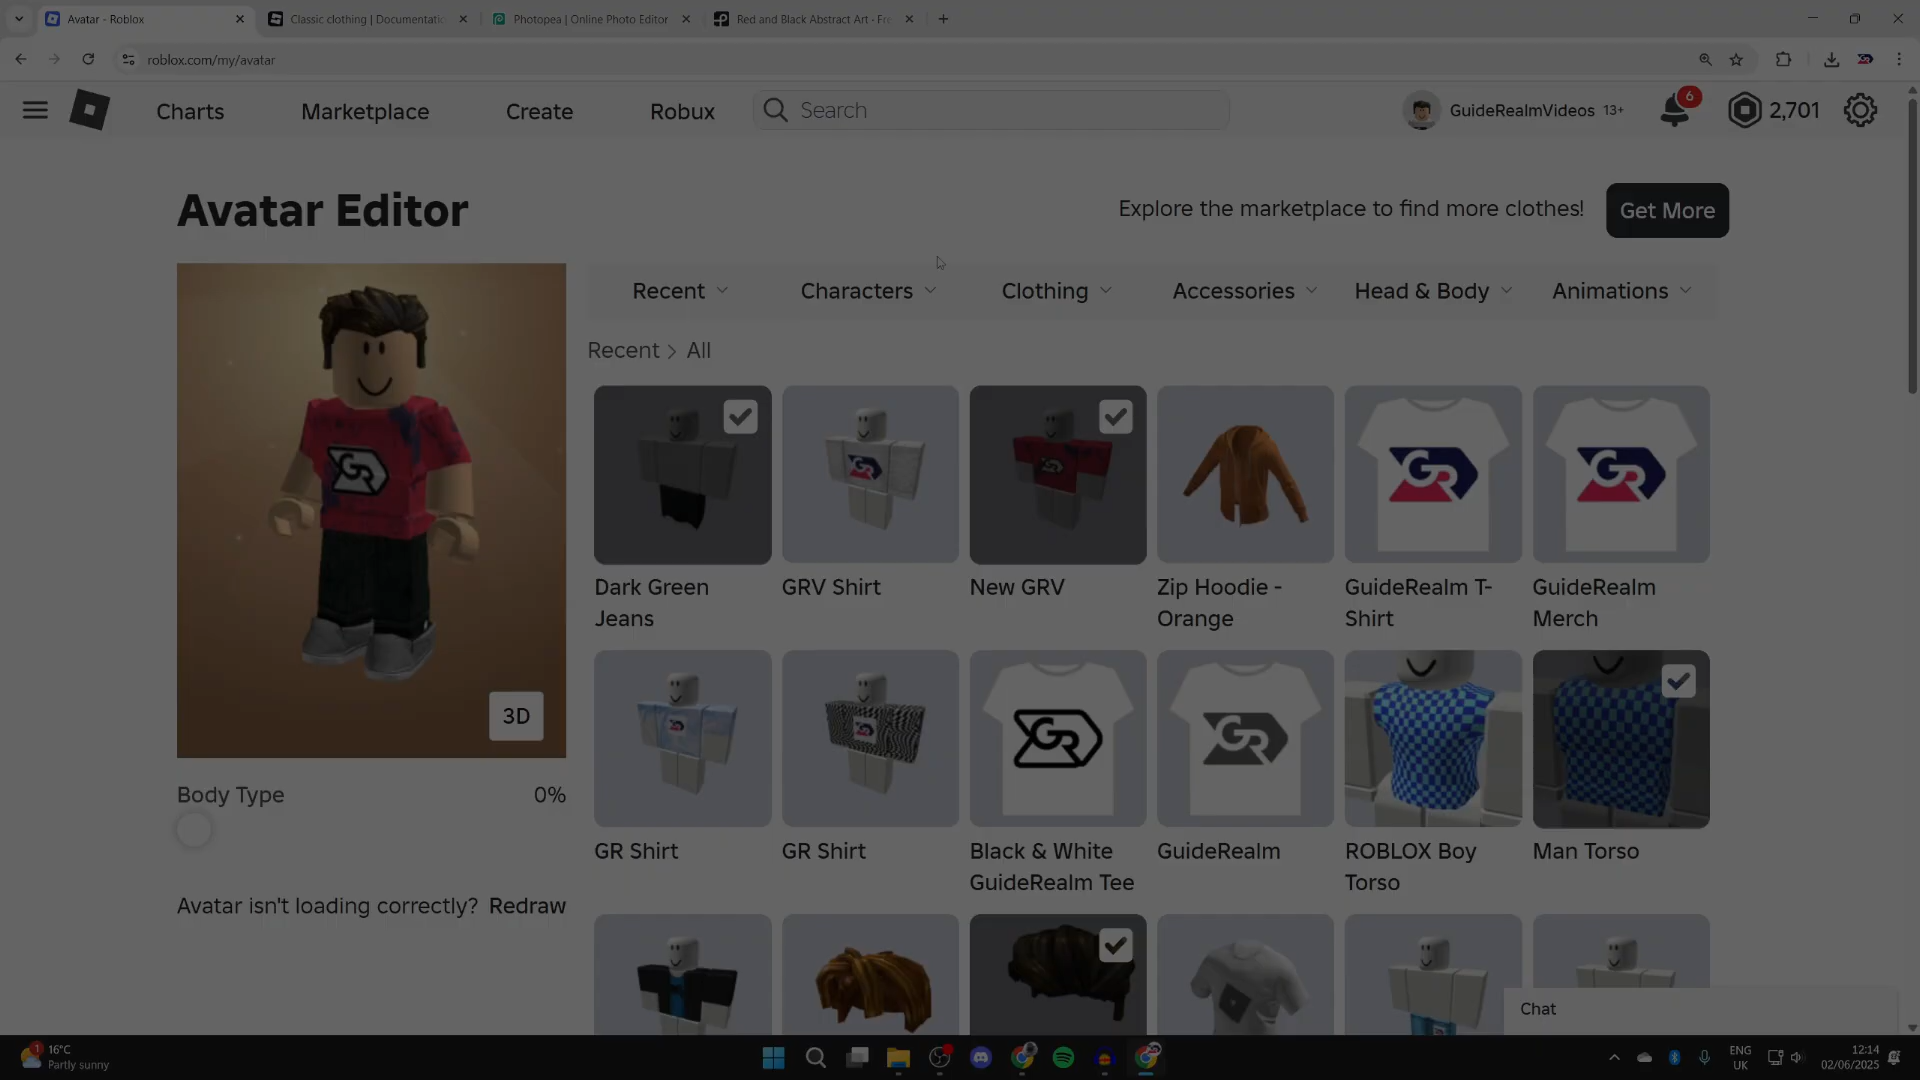 Avatar - Roblox
Classic clothing | Documentatio
Photopea | Online Photo Editor
Red and Black Abstract Art - Fre
roblox.com/my/avatar
Charts
Marketplace
Create
Robux
Search
GuideRealmVideos 13+
6
2,701
Avatar Editor
Explore the marketplace to find more clothes!
Get More
Recent
Characters
Clothing
Accessories
Head & Body
Animations
Recent > All
3D
Body Type
0%
Avatar isn't loading correctly? Redraw
Dark Green
Jeans
GRV Shirt
New GRV
Zip Hoodie -
Orange
GuideRealm T-
Shirt
GuideRealm
Merch
GR Shirt
GR Shirt
Black & White
GuideRealm Tee
GuideRealm
ROBLOX Boy
Torso
Man Torso
Chat
1
16°C
Partly sunny
ENG
UK
12:14
02/06/2025